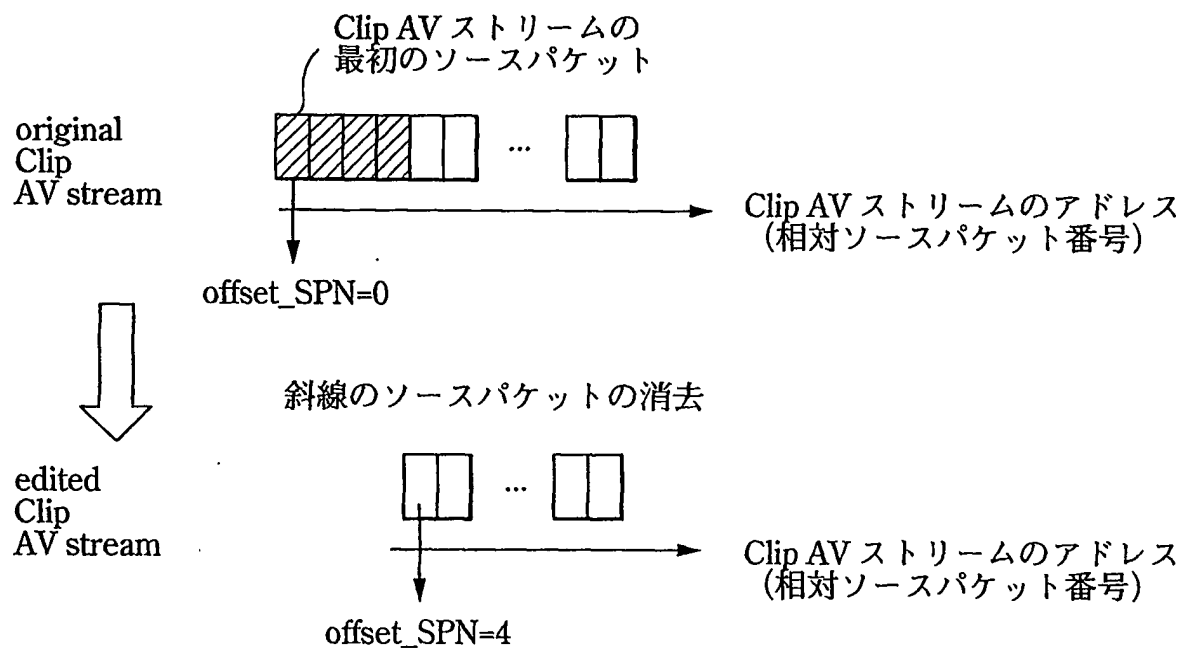 Clip AV ストリームの
最初のソースパケット
original
Clip
AV stream
...
Clip AV ストリームのアドレス
(相対ソースパケット番号)
offset_SPN=0
斜線のソースパケットの消去
edited
Clip
AV stream
...
Clip AV ストリームのアドレス
(相対ソースパケット番号)
offset_SPN=4